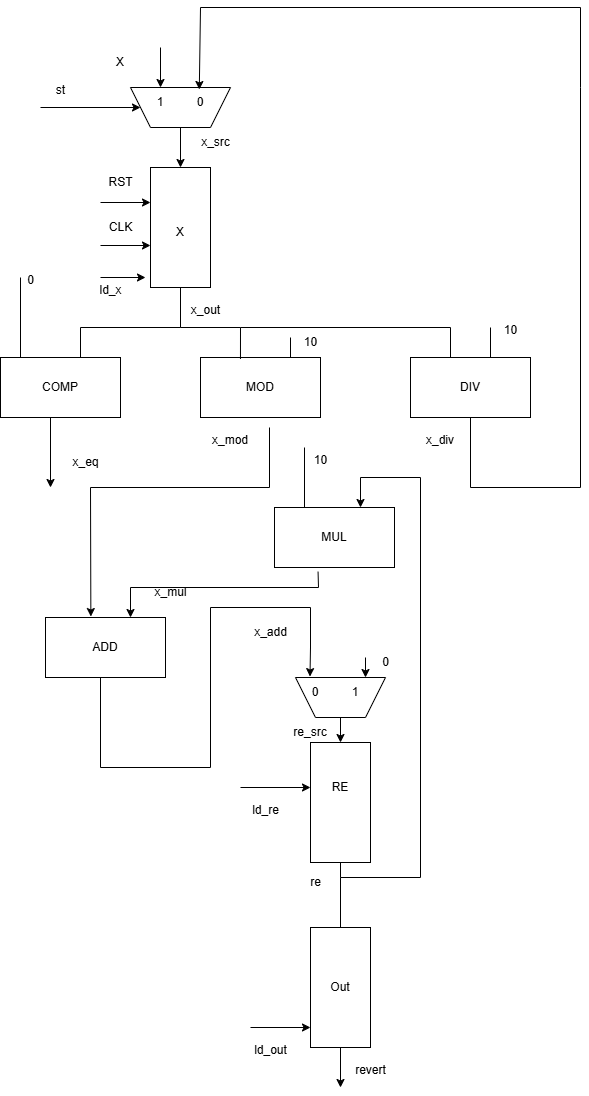 X
st
1 0
x_src
RST
X
CLK
ld_x
x_out
0
10
10
COMP
MOD
DIV
x_mod
x_div
x_eq
10
MUL
x_mul
ADD
x_add
0
0 1
re_src
RE
ld_re
re
Out
ld_out
revert